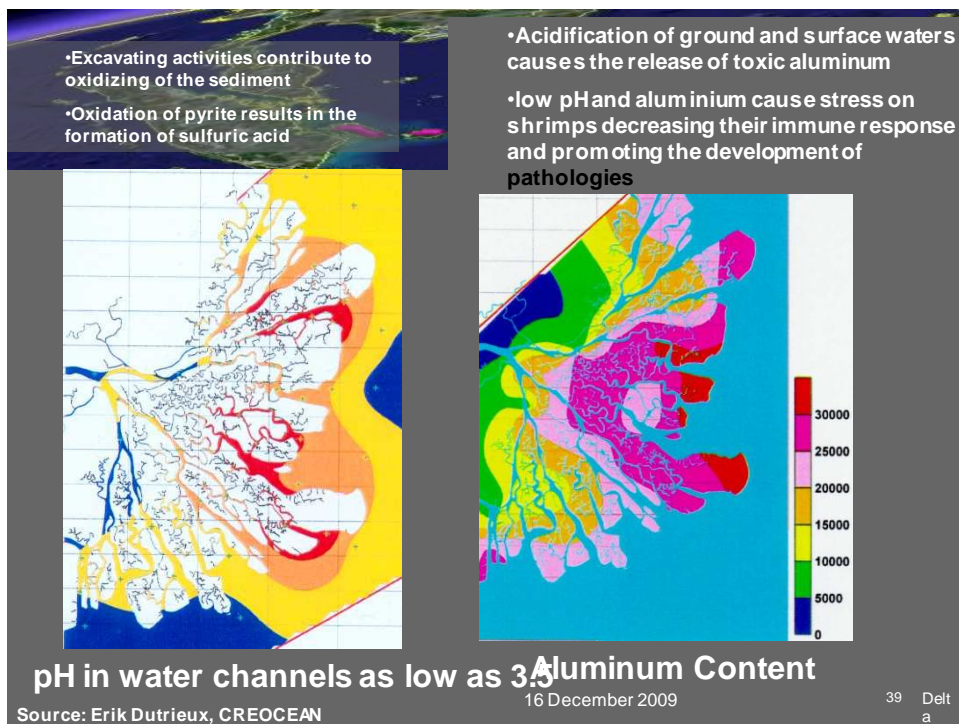 •Excavating activities contribute to
oxidizing of the sediment
•Oxidation of pyrite results in the
formation of sulfuric acid
•Acidification of ground and surface waters
causes the release of toxic aluminum
•low pH and aluminium cause stress on
shrimps decreasing their immune response
and promoting the development of
pathologies
30000
25000
20000
15000
10000
5000
0
pH in water channels as low as 3.5
Aluminum Content
16 December 2009
39
Delt
a
Source: Erik Dutrieux, CREOCEAN